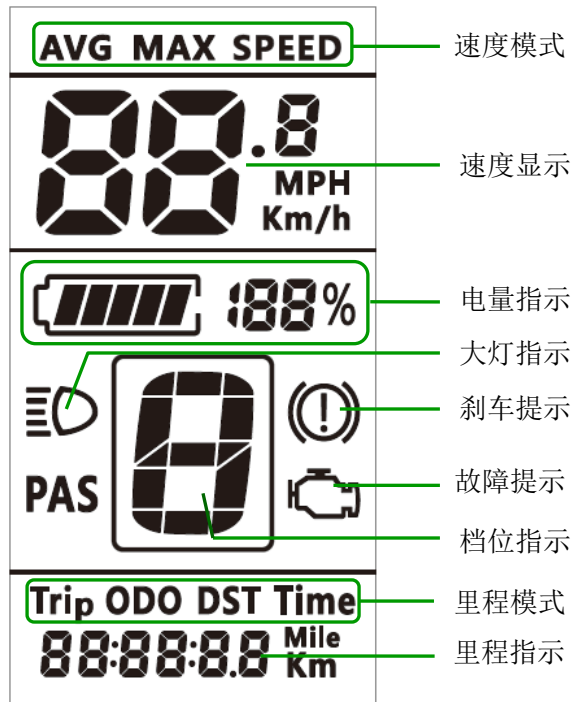 AVG MAX SPEED 速度模式
88.8 速度显示
MPH
Km/h
188% 电量指示
大灯指示
刹车提示
PAS 8 故障提示
档位指示
Trip ODO DST Time 里程模式
88:88:8.8 Mile 里程指示
Km